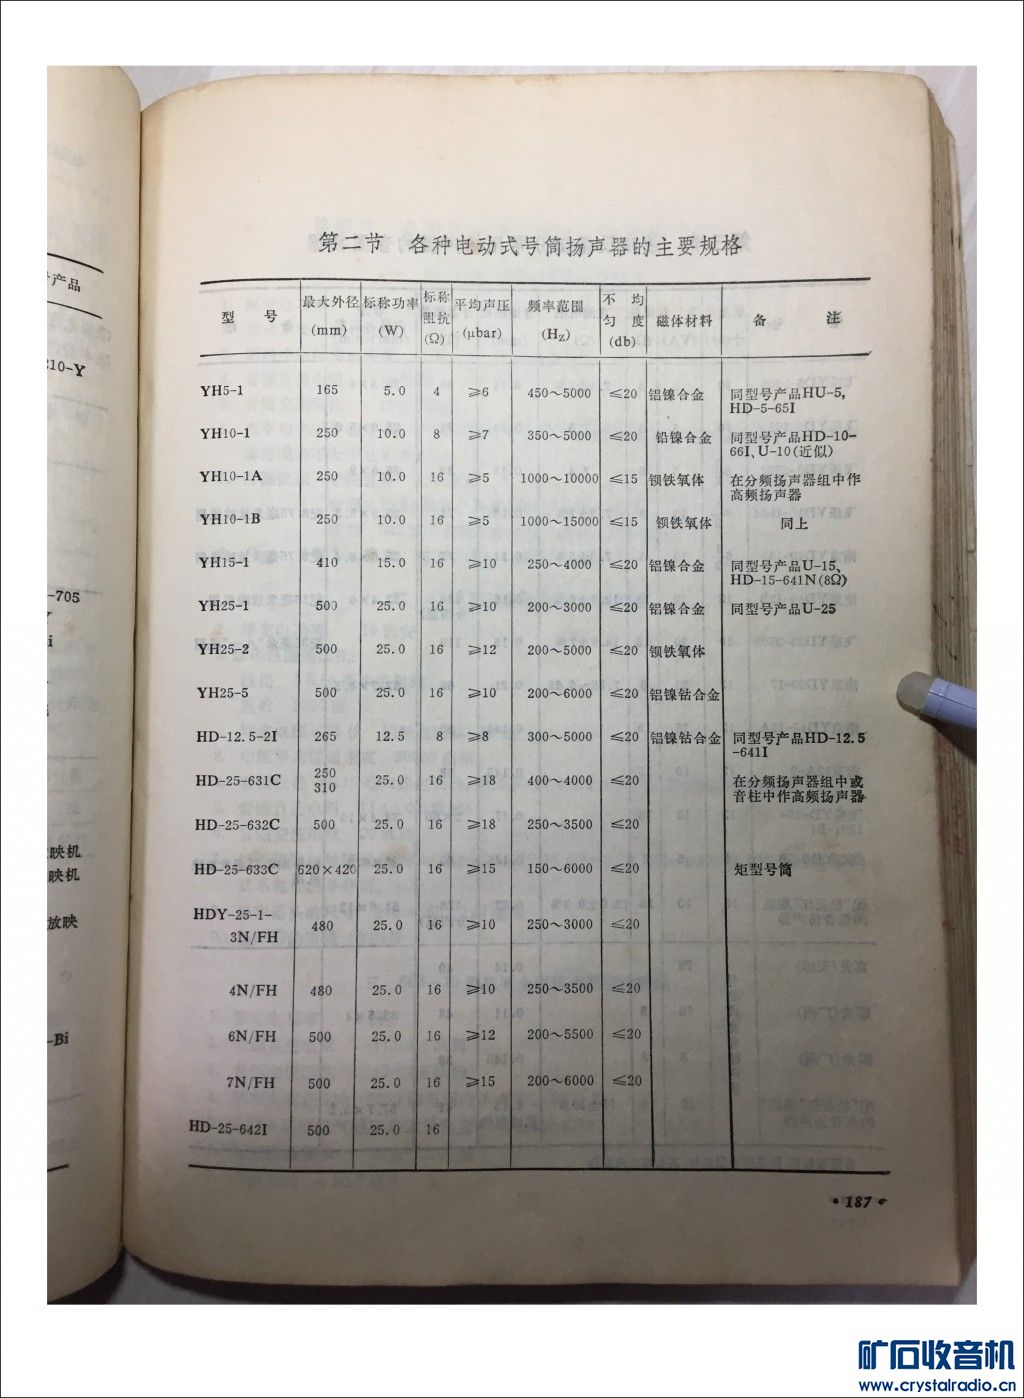 号产品
210-Y
-705
i
放映机
映机
放映
-Bi
第二节 各种电动式号筒扬声器的主要规格
型号 最大外径(mm) 标称功率(W) 标称阻抗(Ω) 平均声压(μbar) 频率范围(Hz) 不均匀度(db) 磁体材料 备注
YH5-1 165 5.0 4 ≥6 450~5000 ≤20 铝镍合金 同型号产品HU-5,
HD-5-65I
YH10-1 250 10.0 8 ≥7 350~5000 ≤20 铅镍合金 同型号产品HD-10-
66I、U-10(近似)
YH10-1A 250 10.0 16 ≥5 1000~10000 ≤15 钡铁氧体 在分频扬声器组中作
高频扬声器
YH10-1B 250 10.0 16 ≥5 1000~15000 ≤15 钡铁氧体 同上
YH15-1 410 15.0 16 ≥10 250~4000 ≤20 铝镍合金 同型号产品U-15、
HD-15-641N(8Ω)
YH25-1 500 25.0 16 ≥10 200~3000 ≤20 铝镍合金 同型号产品U-25
YH25-2 500 25.0 16 ≥12 200~5000 ≤20 钡铁氧体
YH25-5 500 25.0 16 ≥10 200~6000 ≤20 铝镍钴合金
HD-12.5-2I 265 12.5 8 ≥8 300~5000 ≤20 铝镍钴合金 同型号产品HD-12.5
-641I
HD-25-631C 250 310 25.0 16 ≥18 400~4000 ≤20 在分频扬声器组中或
音柱中作高频扬声器
HD-25-632C 500 25.0 16 ≥18 250~3500 ≤20
HD-25-633C 620×420 25.0 16 ≥15 150~6000 ≤20 矩型号筒
HDY-25-1-
3N/FH 480 25.0 16 ≥10 250~3000 ≤20
4N/FH 480 25.0 16 ≥10 250~3500 ≤20
6N/FH 500 25.0 16 ≥12 200~5500 ≤20
7N/FH 500 25.0 16 ≥15 200~6000 ≤20
HD-25-642I 500 25.0 16
·187·
矿石收音机
www.crystalradio.cn